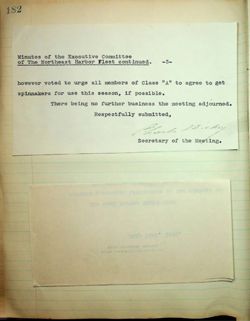 182
Minutes of the Executive Committee
of The Northeast Harbor Fleet continued. -3-
however voted to urge all members of Class "A" to agree to get
spinnakers for use this season, if possible.
There being no further business the meeting adjourned.
Respectfully submitted,
Secretary of the Meeting.